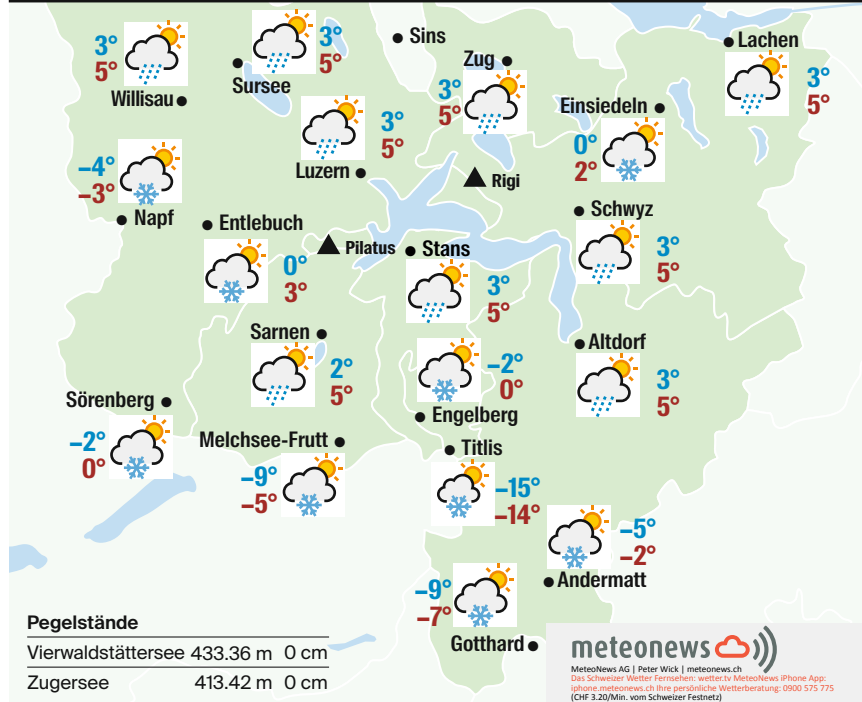 Sins
Lachen
3°
5°
Willisau
3°
5°
Sursee
Zug
3°
5°
3°
5°
Einsiedeln
0°
2°
3°
5°
Luzern
–4°
–3°
Napf
Rigi
Entlebuch
0°
3°
Pilatus
Stans
3°
5°
Schwyz
3°
5°
Sarnen
2°
5°
–2°
0°
Engelberg
Altdorf
3°
5°
Sörenberg
–2°
0°
Melchsee-Frutt
–9°
–5°
Titlis
–15°
–14°
–5°
–2°
Andermatt
–9°
–7°
Gotthard
Pegelstände
Vierwaldstättersee 433.36 m 0 cm
Zugersee 413.42 m 0 cm
meteonews
MeteoNews AG | Peter Wick | meteonews.ch
Das Schweizer Wetter Fernsehen: wetter.tv MeteoNews iPhone App:
iphone.meteonews.ch Ihre persönliche Wetterberatung: 0900 575 775
(CHF 3.20/Min. vom Schweizer Festnetz)